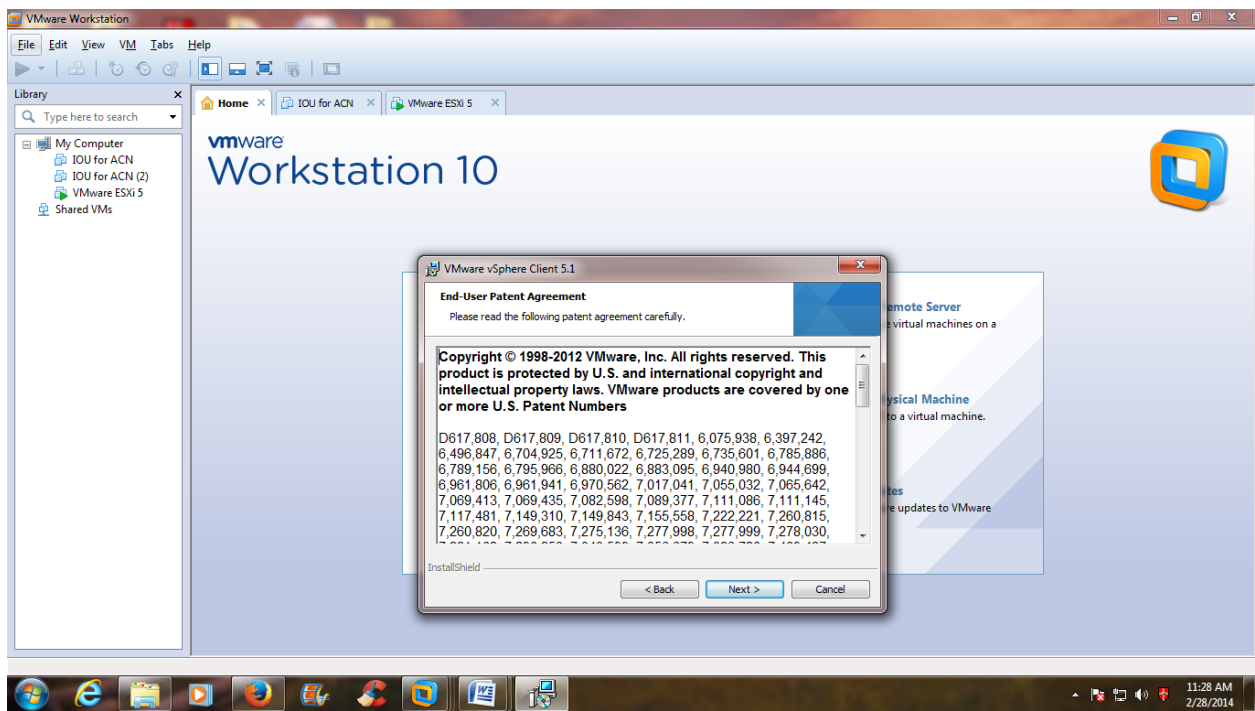 VMware Workstation
File Edit View VM Tabs Help
Library
Type here to search
My Computer
IOU for ACN
IOU for ACN (2)
VMware ESXi 5
Shared VMs
Home
IOU for ACN
VMware ESXi 5
vmware
Workstation 10
VMware vSphere Client 5.1
End-User Patent Agreement
Please read the following patent agreement carefully.
Copyright © 1998-2012 VMware, Inc. All rights reserved. This
product is protected by U.S. and international copyright and
intellectual property laws. VMware products are covered by one
or more U.S. Patent Numbers
D617,808, D617,809, D617,810, D617,811, 6,075,938, 6,397,242,
6,496,847, 6,704,925, 6,711,672, 6,725,289, 6,735,601, 6,785,886,
6,789,156, 6,795,966, 6,880,022, 6,883,095, 6,940,980, 6,944,699,
6,961,806, 6,961,941, 6,970,562, 7,017,041, 7,055,032, 7,065,642,
7,069,413, 7,069,435, 7,082,598, 7,089,377, 7,111,086, 7,111,145,
7,117,481, 7,149,310, 7,149,843, 7,155,558, 7,222,221, 7,260,815,
7,260,820, 7,269,683, 7,275,136, 7,277,998, 7,277,999, 7,278,030,
InstallShield
< Back
Next >
Cancel
emote Server
virtual machines on a
ysical Machine
to a virtual machine.
tes
re updates to VMware
11:28 AM
2/28/2014